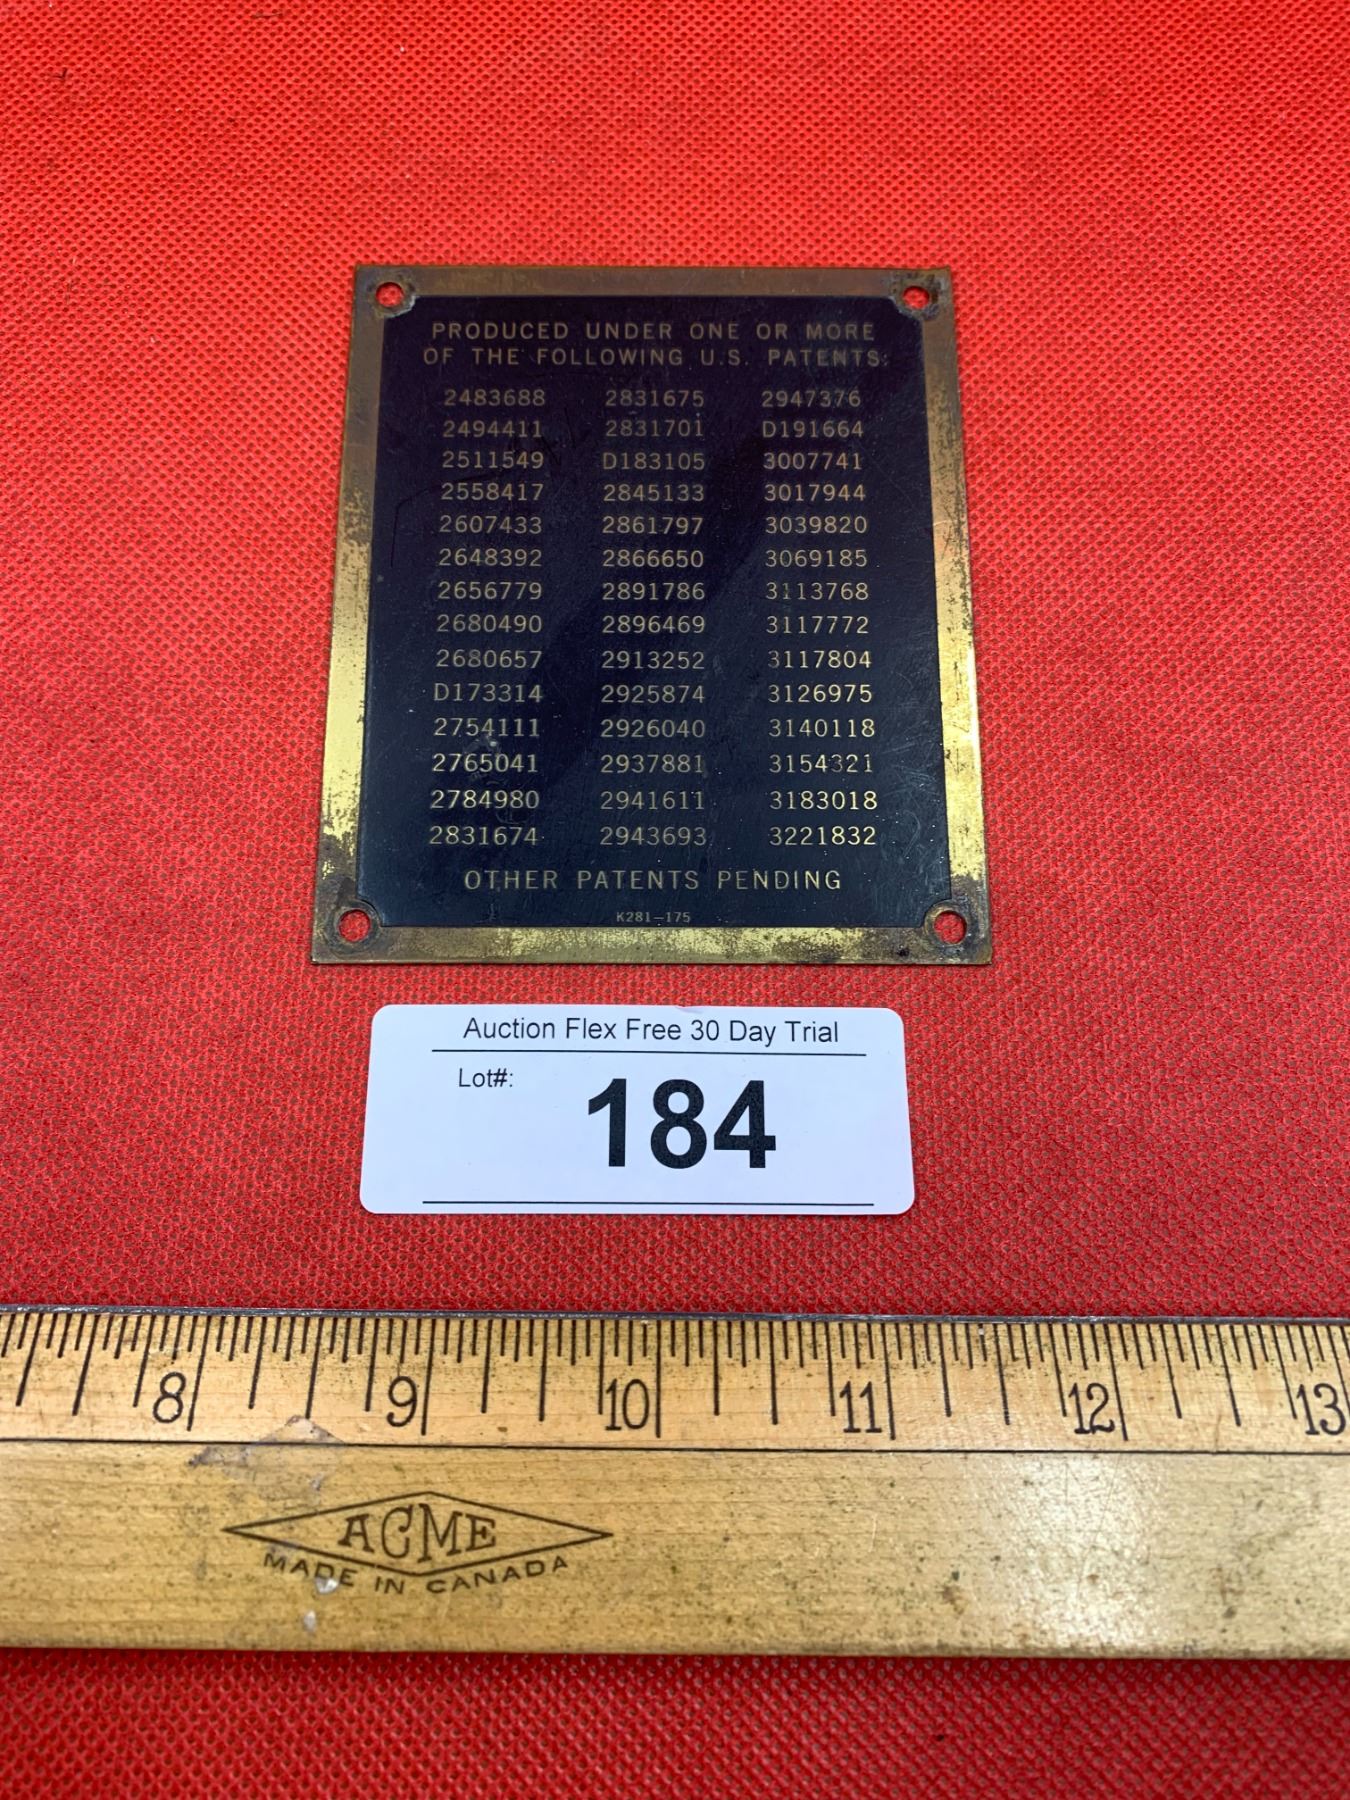 PRODUCED UNDER ONE OR MORE
OF THE FOLLOWING U.S. PATENTS:
2483688 2831675 2947376
2494411 2831701 D191664
2511549 D183105 3007741
2558417 2845133 3017944
2607433 2861797 3039820
2648392 2866650 3069185
2656779 2891786 3113768
2680490 2896469 3117772
2680657 2913252 3117804
D173314 2925874 3126975
2754111 2926040 3140118
2765041 2937881 3154321
2784980 2941611 3183018
2831674 2943693 3221832
OTHER PATENTS PENDING
K281-175
Auction Flex Free 30 Day Trial
Lot#: 184
8 9 10 11 12 13
ACME
MADE IN CANADA